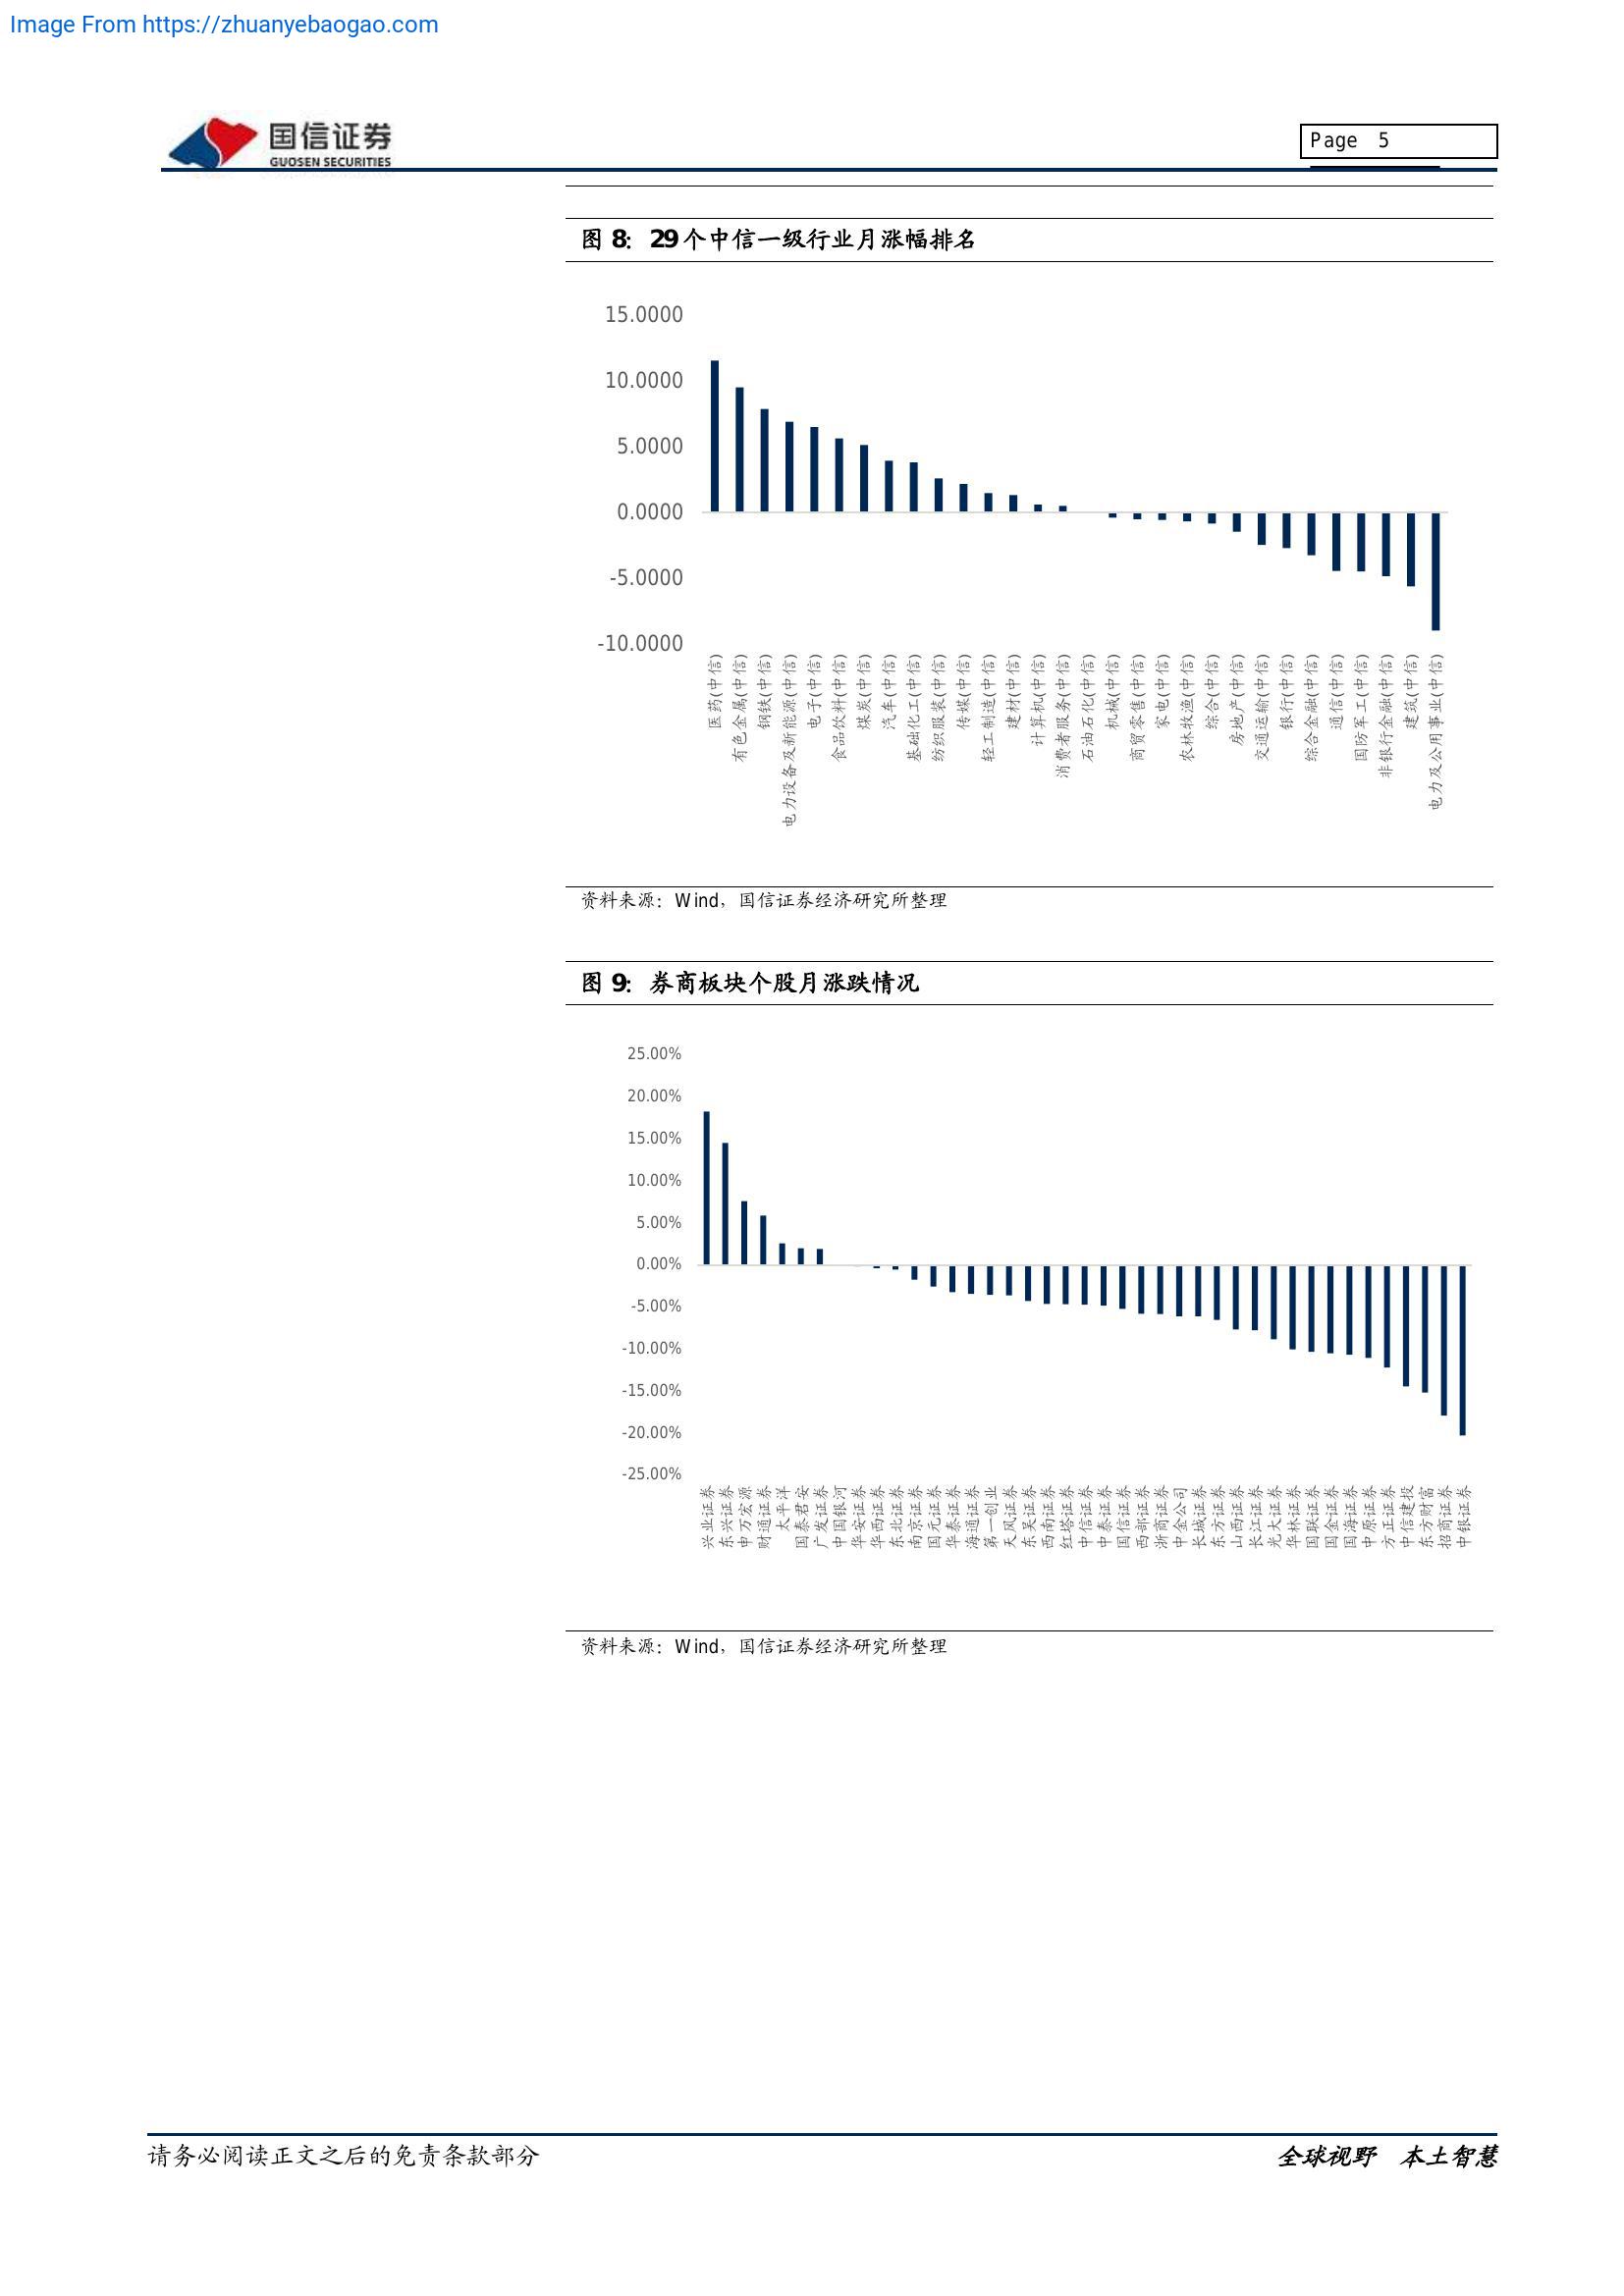 Image From https://zhuanyebaogao.com
国信证券
GUOSEN SECURITIES
Page 5
图 8: 29个中信一级行业月涨幅排名
15.0000
10.0000
5.0000
0.0000
-5.0000
-10.0000
医药(中信)
有色金属(中信)
钢铁(中信)
电力设备及新能源(中信)
电子(中信)
食品饮料(中信)
煤炭(中信)
汽车(中信)
基础化工(中信)
纺织服装(中信)
传媒(中信)
轻工制造(中信)
建材(中信)
计算机(中信)
消费者服务(中信)
石油石化(中信)
机械(中信)
商贸零售(中信)
家电(中信)
农林牧渔(中信)
综合(中信)
房地产(中信)
交通运输(中信)
银行(中信)
综合金融(中信)
通信(中信)
国防军工(中信)
非银行金融(中信)
建筑(中信)
电力及公用事业(中信)
资料来源：Wind，国信证券经济研究所整理
图 9: 券商板块个股月涨跌情况
25.00%
20.00%
15.00%
10.00%
5.00%
0.00%
-5.00%
-10.00%
-15.00%
-20.00%
-25.00%
兴业证券
东兴证券
申万宏源
财通证券
太平洋
国泰君安
广发证券
中国银河
华安证券
华西证券
东北证券
南京证券
国元证券
华泰证券
海通证券
第一创业
天风证券
东吴证券
西南证券
红塔证券
中信证券
中泰证券
国信证券
西部证券
浙商证券
中金公司
长城证券
东方证券
山西证券
长江证券
光大证券
华林证券
国联证券
国金证券
国海证券
中原证券
方正证券
中信建投
东方财富
招商证券
中银证券
资料来源：Wind，国信证券经济研究所整理
请务必阅读正文之后的免责条款部分
全球视野 本土智慧